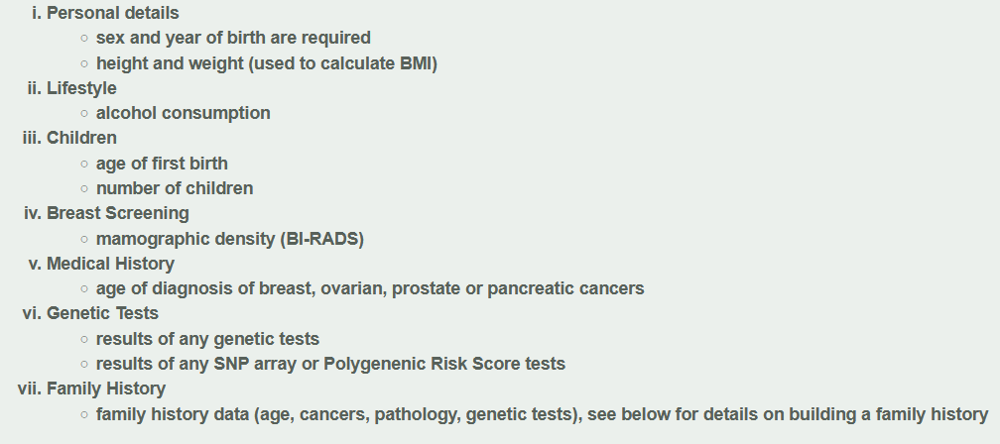 i. Personal details
○ sex and year of birth are required
○ height and weight (used to calculate BMI)
ii. Lifestyle
○ alcohol consumption
iii. Children
○ age of first birth
○ number of children
iv. Breast Screening
○ mamographic density (BI-RADS)
v. Medical History
○ age of diagnosis of breast, ovarian, prostate or pancreatic cancers
vi. Genetic Tests
○ results of any genetic tests
○ results of any SNP array or Polygenenic Risk Score tests
vii. Family History
○ family history data (age, cancers, pathology, genetic tests), see below for details on building a family history